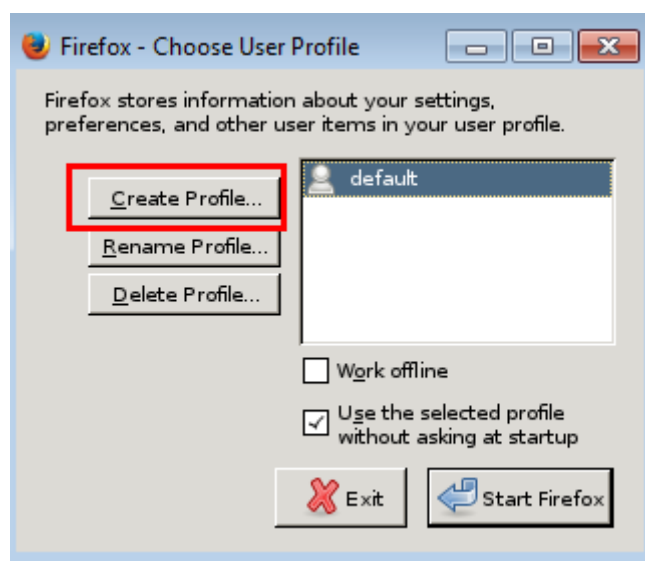 Firefox - Choose User Profile
Firefox stores information about your settings,
preferences, and other user items in your user profile.
default
Create Profile...
Rename Profile...
Delete Profile...
Work offline
Use the selected profile
without asking at startup
Exit
Start Firefox